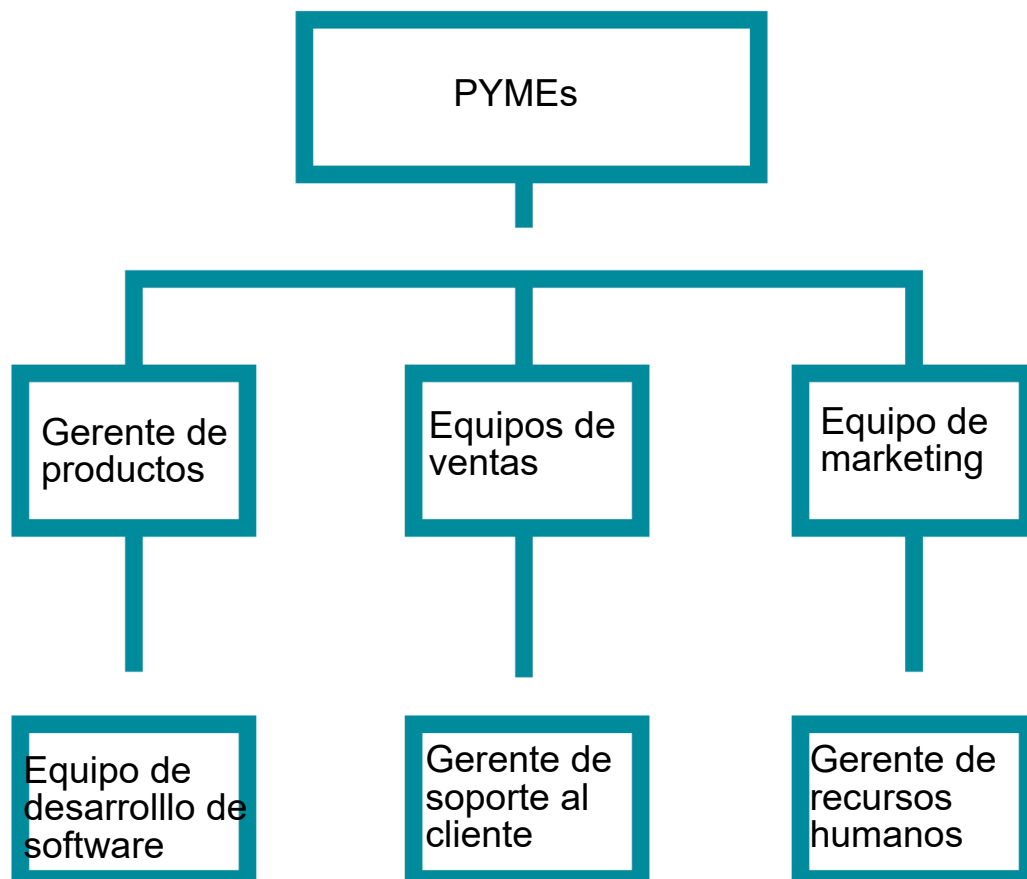 PYMEs
Gerente de
productos
Equipos de
ventas
Equipo de
marketing
Equipo de
desarrolllo de
software
Gerente de
soporte al
cliente
Gerente de
recursos
humanos